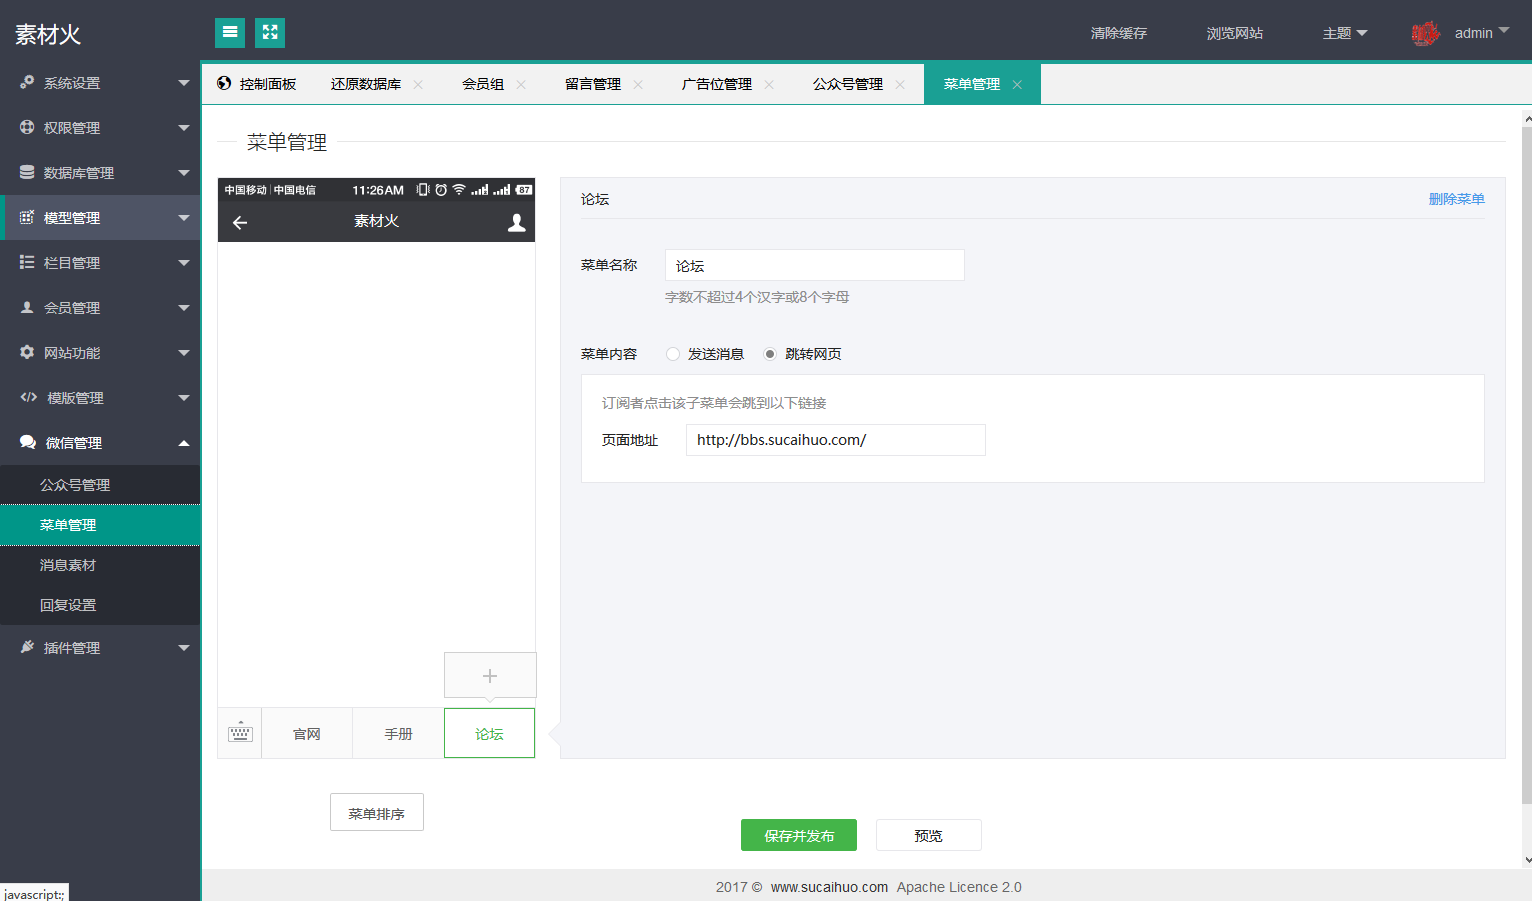 素材火
清除缓存 浏览网站 主题 admin
系统设置
权限管理
数据库管理
模型管理
栏目管理
会员管理
网站功能
模版管理
微信管理
公众号管理
菜单管理
消息素材
回复设置
插件管理
控制面板 还原数据库 会员组 留言管理 广告位管理 公众号管理 菜单管理
菜单管理
中国移动 中国电信 11:26AM 87
素材火
官网 手册 论坛
菜单排序
论坛 删除菜单
菜单名称 论坛
字数不超过4个汉字或8个字母
菜单内容 发送消息 跳转网页
订阅者点击该子菜单会跳到以下链接
页面地址 http://bbs.sucaihuo.com/
保存并发布 预览
2017 © www.sucaihuo.com Apache Licence 2.0
javascript:;